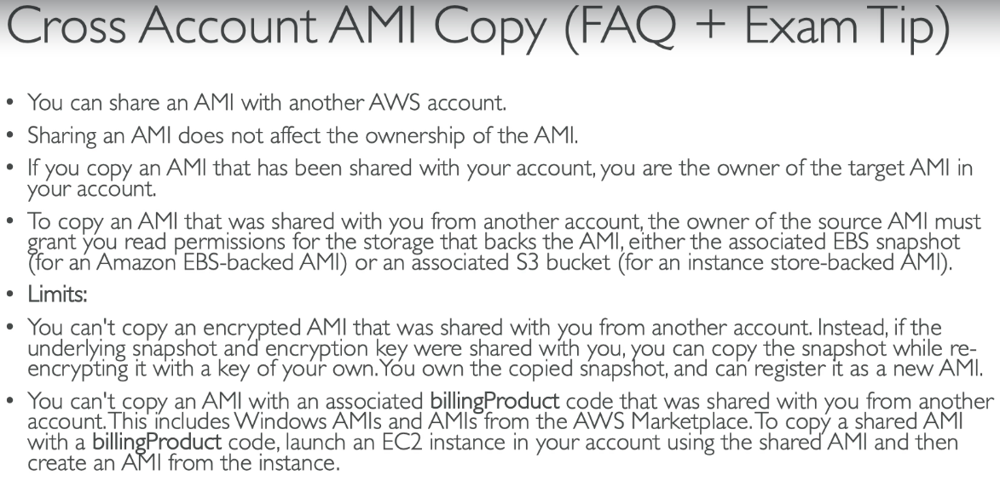 Cross Account AMI Copy (FAQ + Exam Tip)
• You can share an AMI with another AWS account.
• Sharing an AMI does not affect the ownership of the AMI.
• If you copy an AMI that has been shared with your account, you are the owner of the target AMI in
your account.
• To copy an AMI that was shared with you from another account, the owner of the source AMI must
grant you read permissions for the storage that backs the AMI, either the associated EBS snapshot
(for an Amazon EBS-backed AMI) or an associated S3 bucket (for an instance store-backed AMI).
• Limits:
• You can't copy an encrypted AMI that was shared with you from another account. Instead, if the
underlying snapshot and encryption key were shared with you, you can copy the snapshot while re-
encrypting it with a key of your own. You own the copied snapshot, and can register it as a new AMI.
• You can't copy an AMI with an associated billingProduct code that was shared with you from another
account. This includes Windows AMIs and AMIs from the AWS Marketplace. To copy a shared AMI
with a billingProduct code, launch an EC2 instance in your account using the shared AMI and then
create an AMI from the instance.